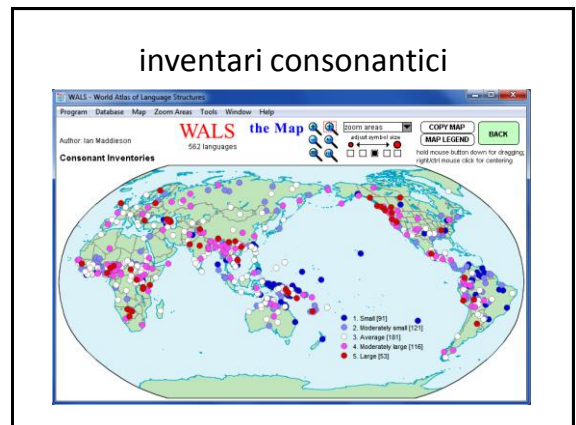 inventari consonantici
WALS - World Atlas of Language Structures
Program Database Map Zoom Areas Tools Window Help
WALS the Map
562 languages
zoom areas
adjust symbol size
COPY MAP
MAP LEGEND
BACK
Author: Ian Maddieson
Consonant Inventories
hold mouse button down for dragging;
right/ctrl mouse click for centering
1. Small [91]
2. Moderately small [121]
3. Average [181]
4. Moderately large [116]
5. Large [53]